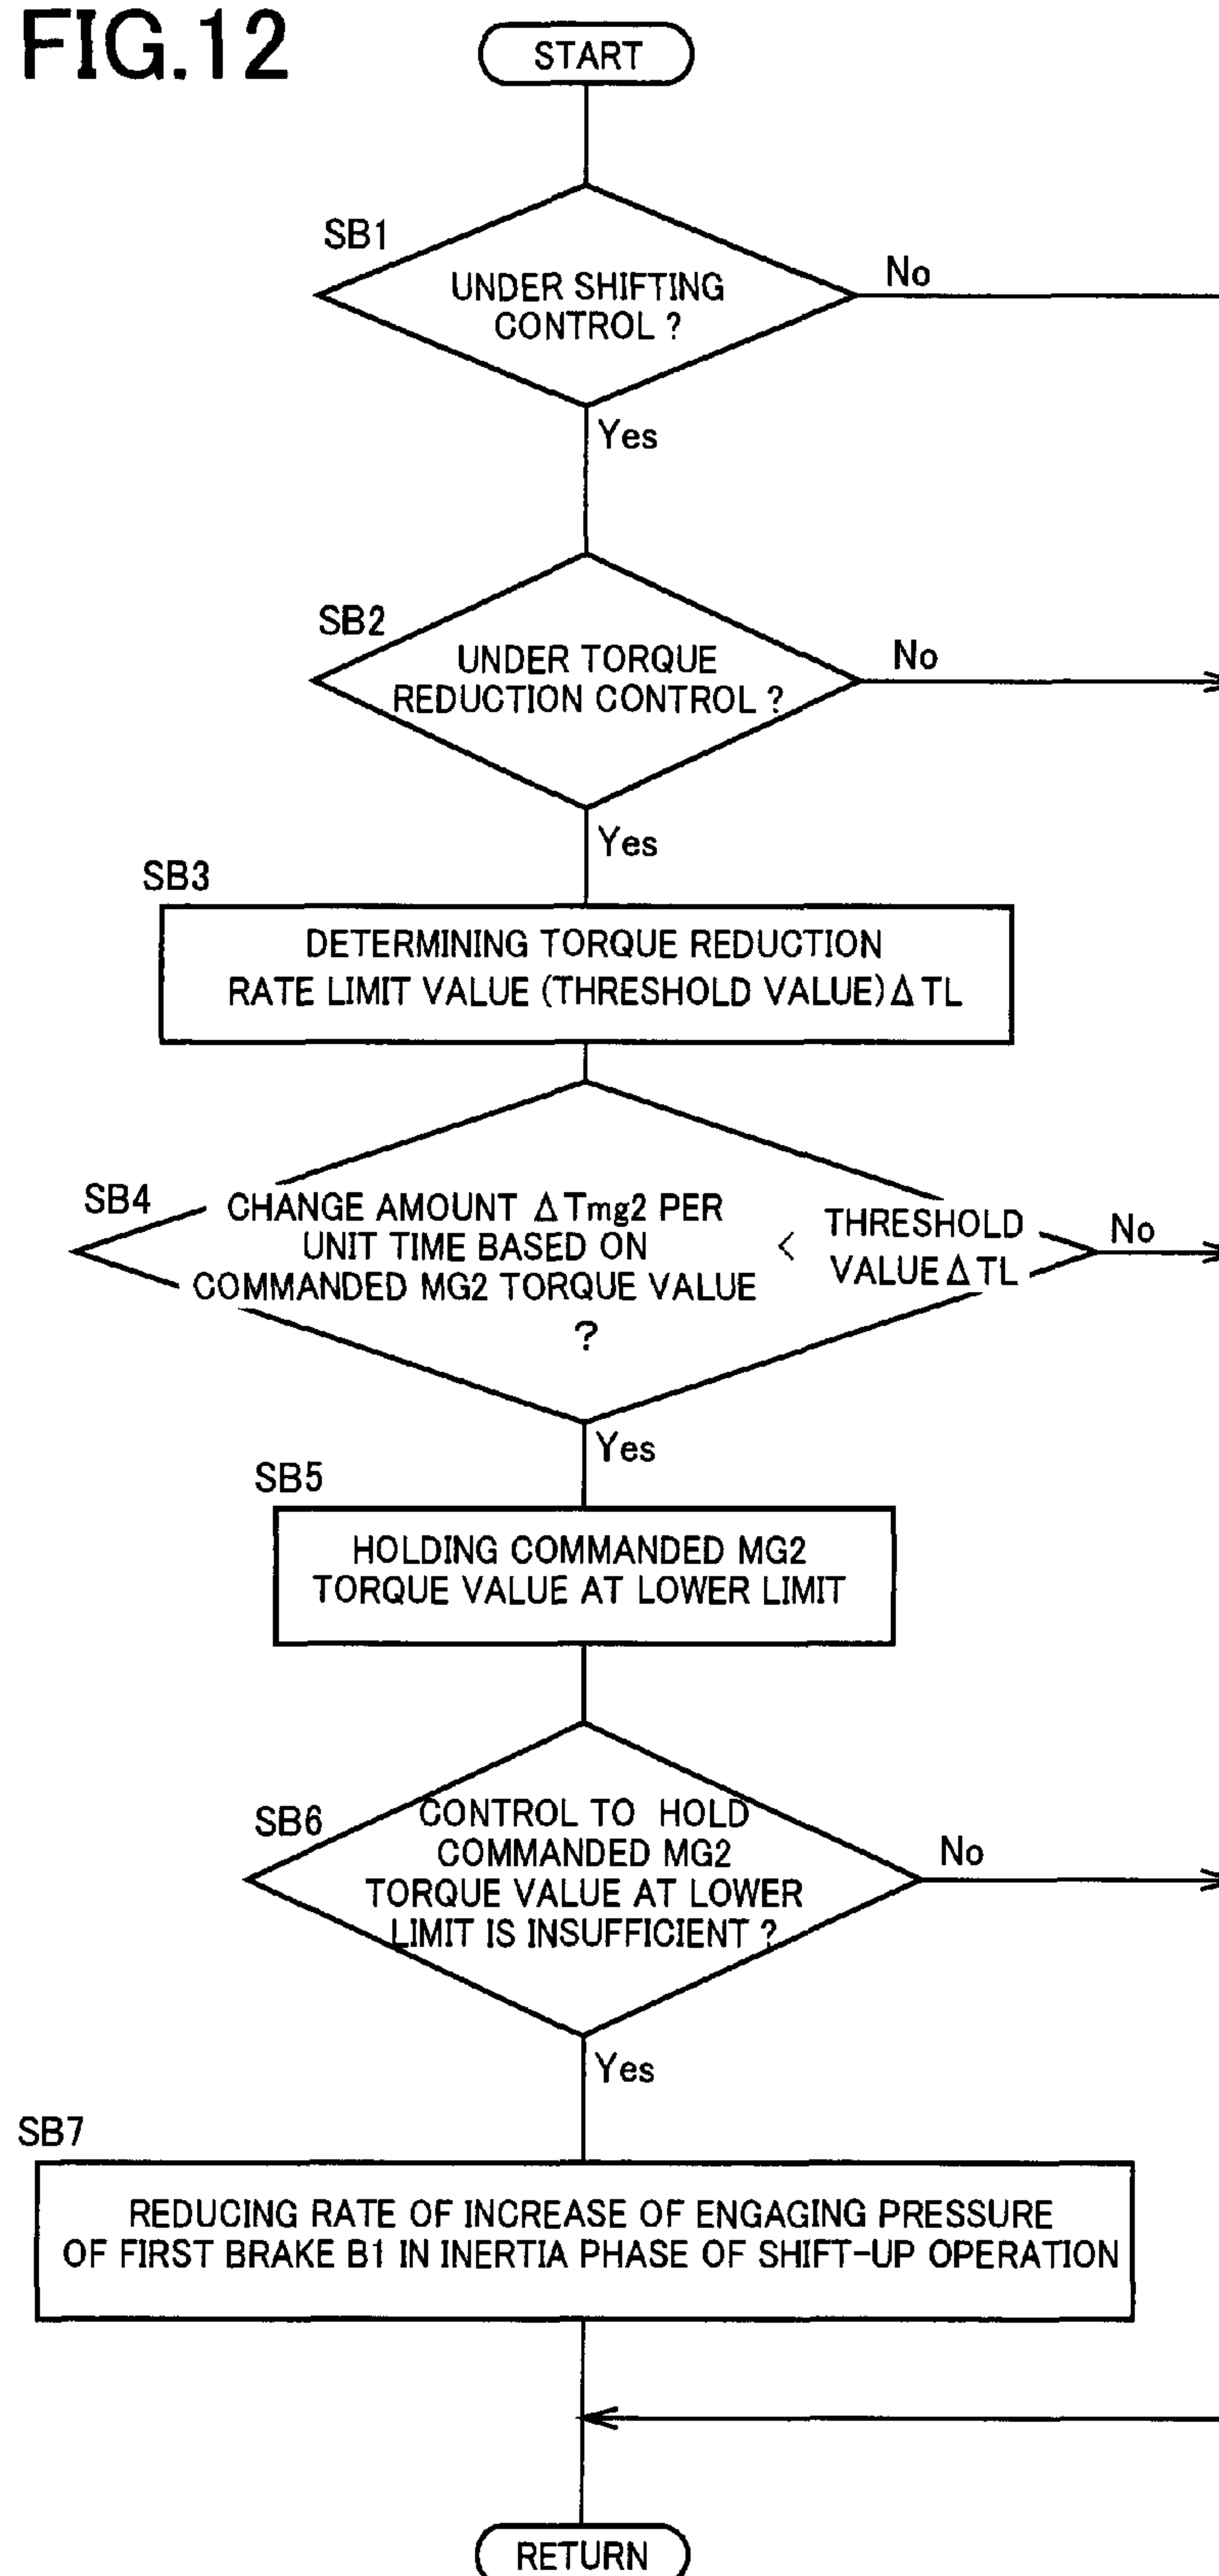 FIG.12
START
SB1
UNDER SHIFTING
CONTROL ?
No
Yes
SB2
UNDER TORQUE
REDUCTION CONTROL ?
No
Yes
SB3
DETERMINING TORQUE REDUCTION
RATE LIMIT VALUE (THRESHOLD VALUE) Δ TL
SB4
CHANGE AMOUNT Δ Tmg2 PER
UNIT TIME BASED ON
COMMANDED MG2 TORQUE VALUE
<
THRESHOLD
VALUE Δ TL
?
No
Yes
SB5
HOLDING COMMANDED MG2
TORQUE VALUE AT LOWER LIMIT
SB6
CONTROL TO HOLD
COMMANDED MG2
TORQUE VALUE AT LOWER
LIMIT IS INSUFFICIENT ?
No
Yes
SB7
REDUCING RATE OF INCREASE OF ENGAGING PRESSURE
OF FIRST BRAKE B1 IN INERTIA PHASE OF SHIFT-UP OPERATION
RETURN